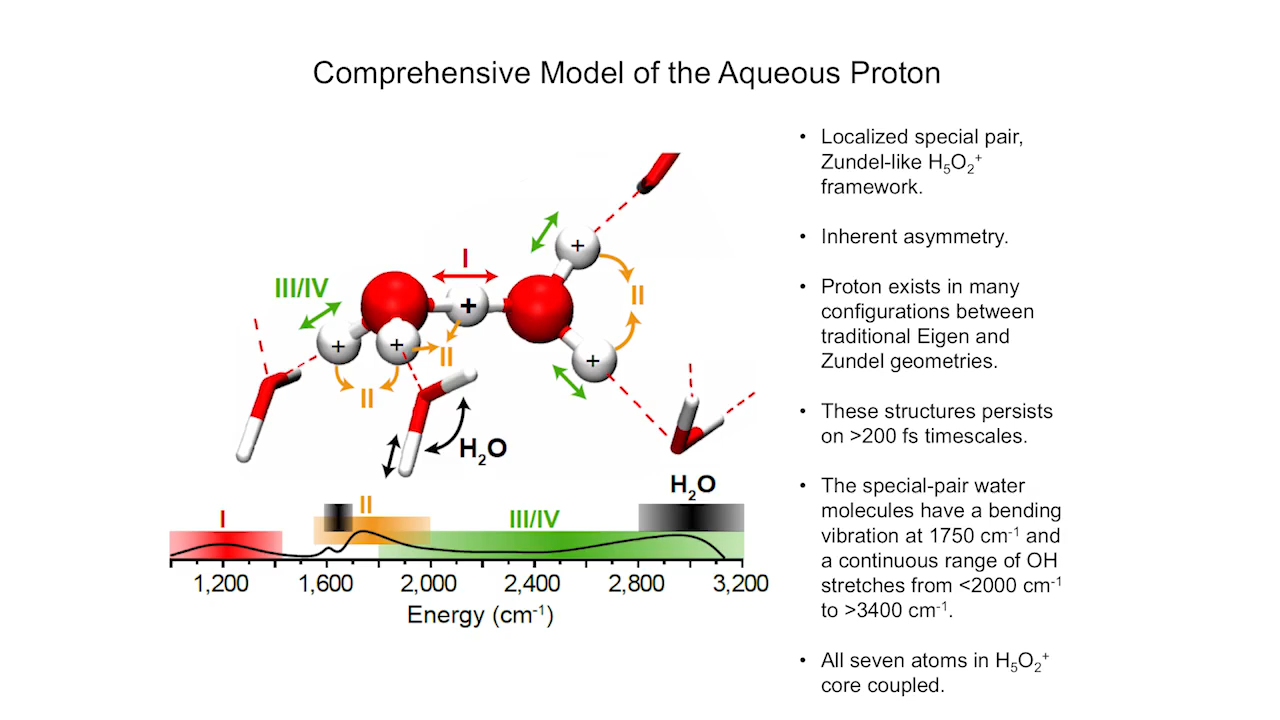 Comprehensive Model of the Aqueous Proton
III/IV
I
II
II
II
+
+
+
+
+
H₂O
H₂O
I
II
III/IV
1,200 1,600 2,000 2,400 2,800 3,200
Energy (cm⁻¹)
• Localized special pair,
Zundel-like H₅O₂⁺
framework.
• Inherent asymmetry.
• Proton exists in many
configurations between
traditional Eigen and
Zundel geometries.
• These structures persists
on >200 fs timescales.
• The special-pair water
molecules have a bending
vibration at 1750 cm⁻¹ and
a continuous range of OH
stretches from <2000 cm⁻¹
to >3400 cm⁻¹.
• All seven atoms in H₅O₂⁺
core coupled.